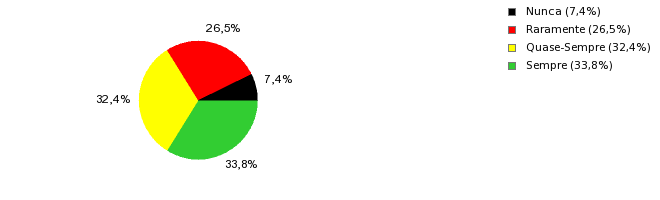 26,5%
7,4%
32,4%
33,8%
Nunca (7,4%)
Raramente (26,5%)
Quase-Sempre (32,4%)
Sempre (33,8%)